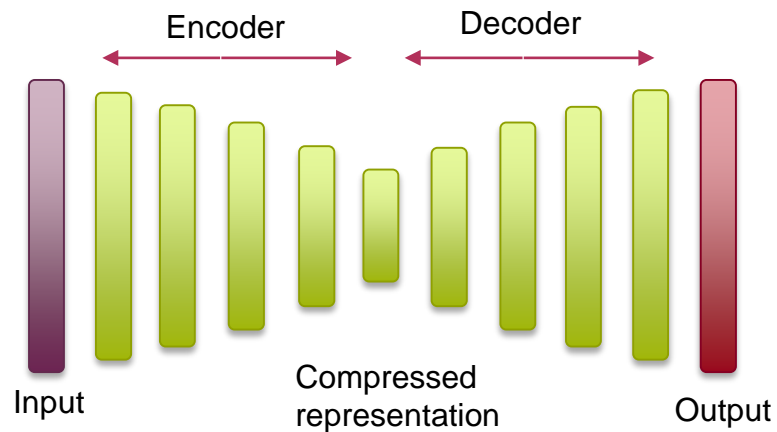 Encoder
Decoder
Input
Compressed
representation
Output